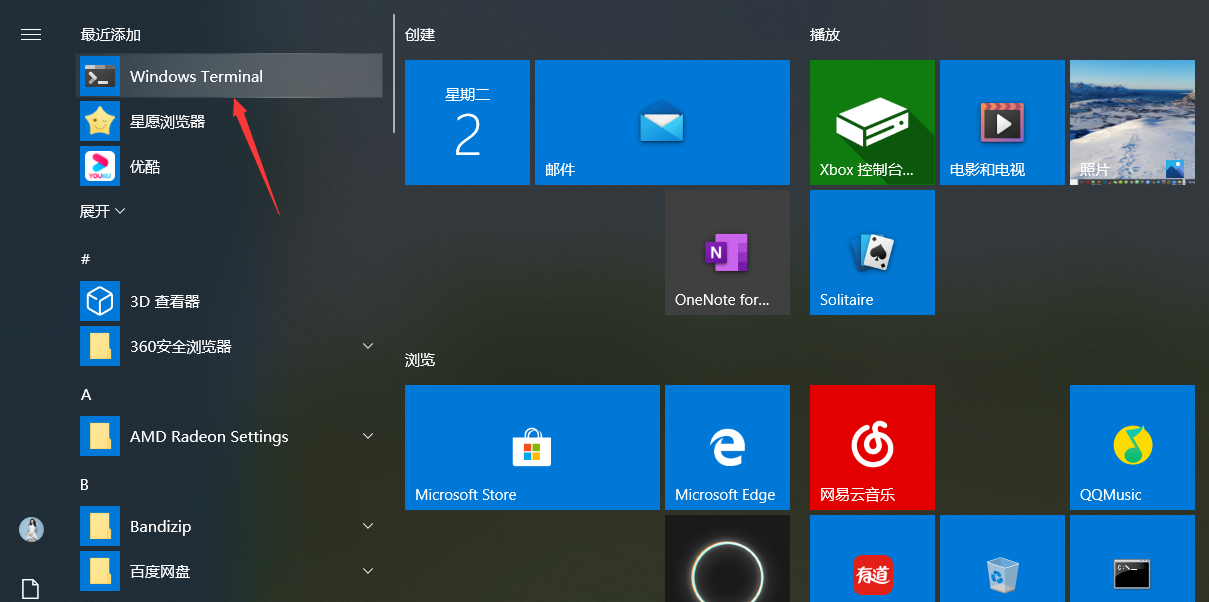 最近添加
Windows Terminal
星愿浏览器
YOUKU
优酷
展开
#
3D 查看器
360安全浏览器
A
AMD Radeon Settings
B
Bandizip
百度网盘
创建
星期二
2
邮件
N
OneNote for...
浏览
Microsoft Store
Microsoft Edge
播放
Xbox 控制台...
电影和电视
照片
Solitaire
网易云音乐
QQMusic
有道
C:\>_